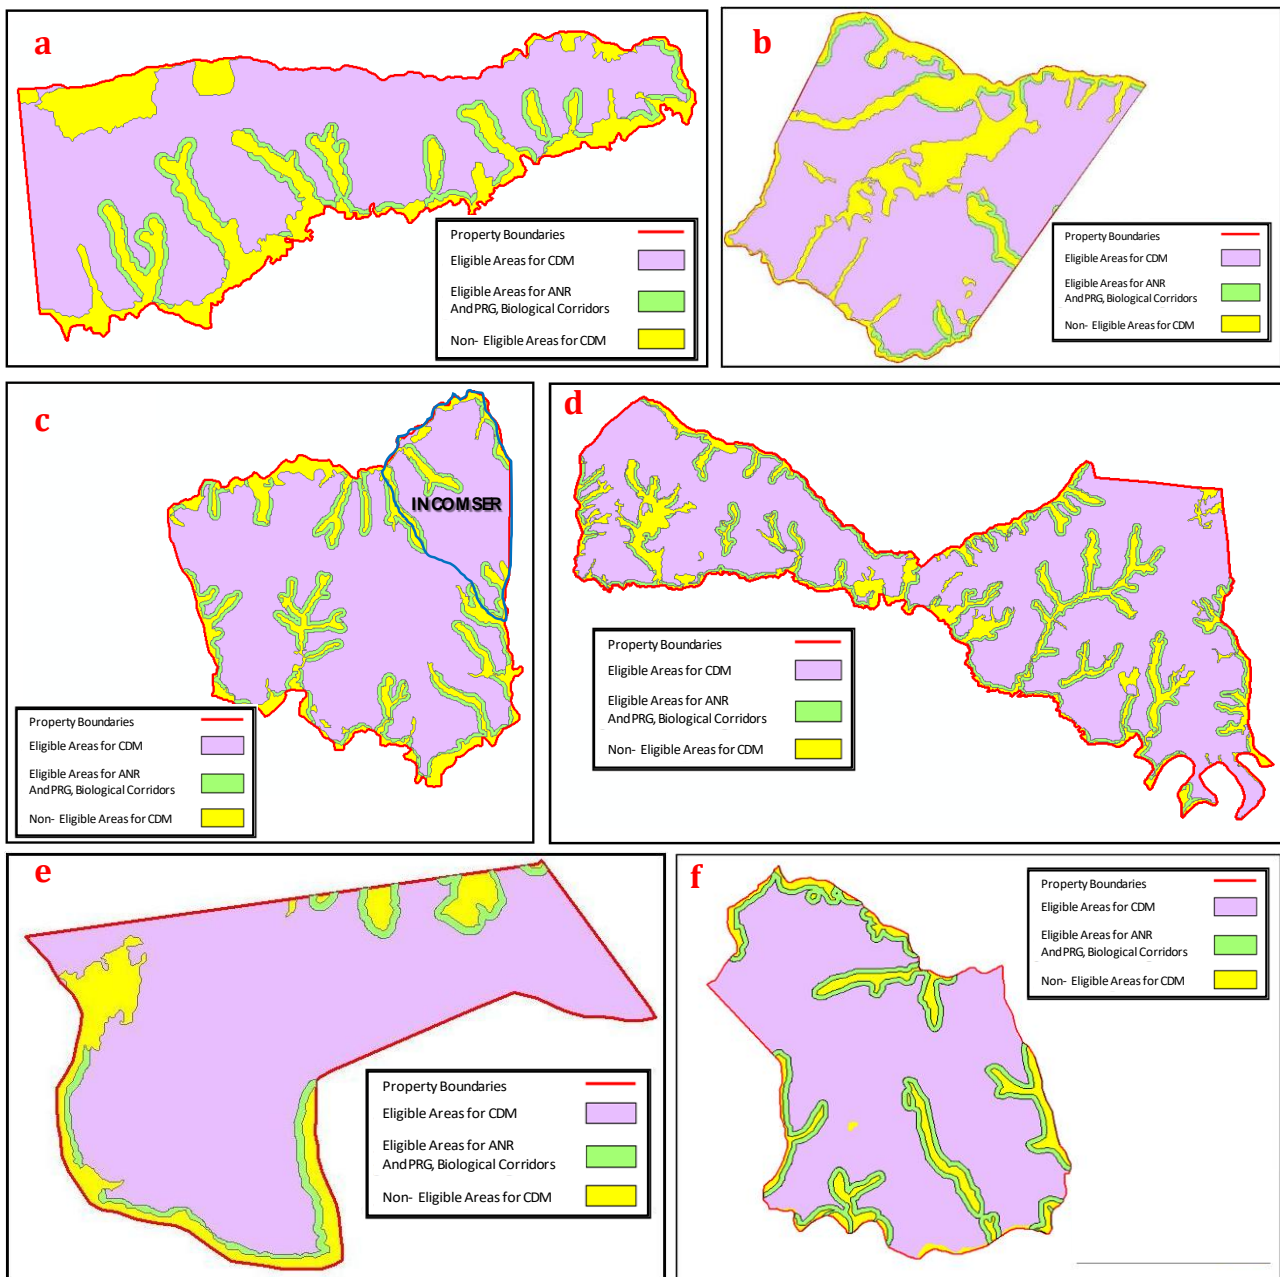 a
Property Boundaries
Eligible Areas for CDM
Eligible Areas for ANR
And PRG, Biological Corridors
Non- Eligible Areas for CDM
b
Property Boundaries
Eligible Areas for CDM
Eligible Areas for ANR
And PRG, Biological Corridors
Non- Eligible Areas for CDM
c
INCOMSER
Property Boundaries
Eligible Areas for CDM
Eligible Areas for ANR
And PRG, Biological Corridors
Non- Eligible Areas for CDM
d
Property Boundaries
Eligible Areas for CDM
Eligible Areas for ANR
And PRG, Biological Corridors
Non- Eligible Areas for CDM
e
Property Boundaries
Eligible Areas for CDM
Eligible Areas for ANR
And PRG, Biological Corridors
Non- Eligible Areas for CDM
f
Property Boundaries
Eligible Areas for CDM
Eligible Areas for ANR
And PRG, Biological Corridors
Non- Eligible Areas for CDM